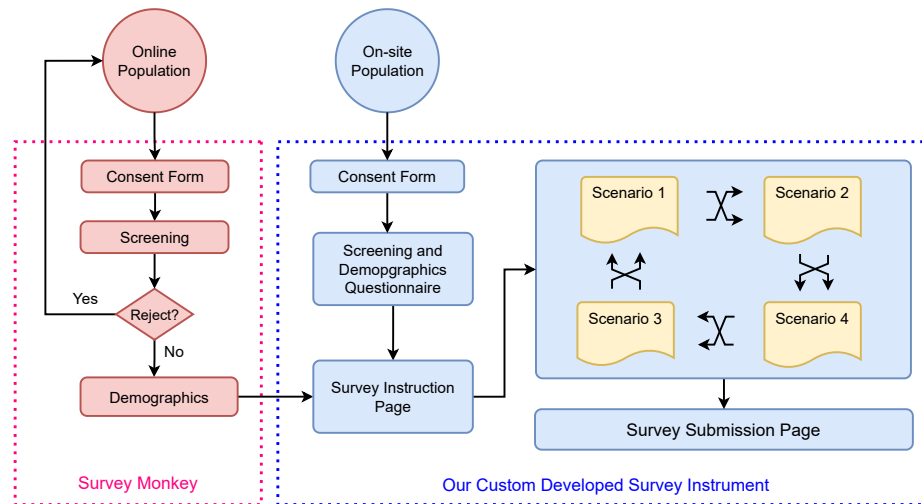 Online
Population
On-site
Population
Consent Form
Screening
Yes
Reject?
No
Demographics
Survey Monkey
Consent Form
Screening and
Demopgraphics
Questionnaire
Survey Instruction
Page
Scenario 1
Scenario 2
Scenario 3
Scenario 4
Survey Submission Page
Our Custom Developed Survey Instrument